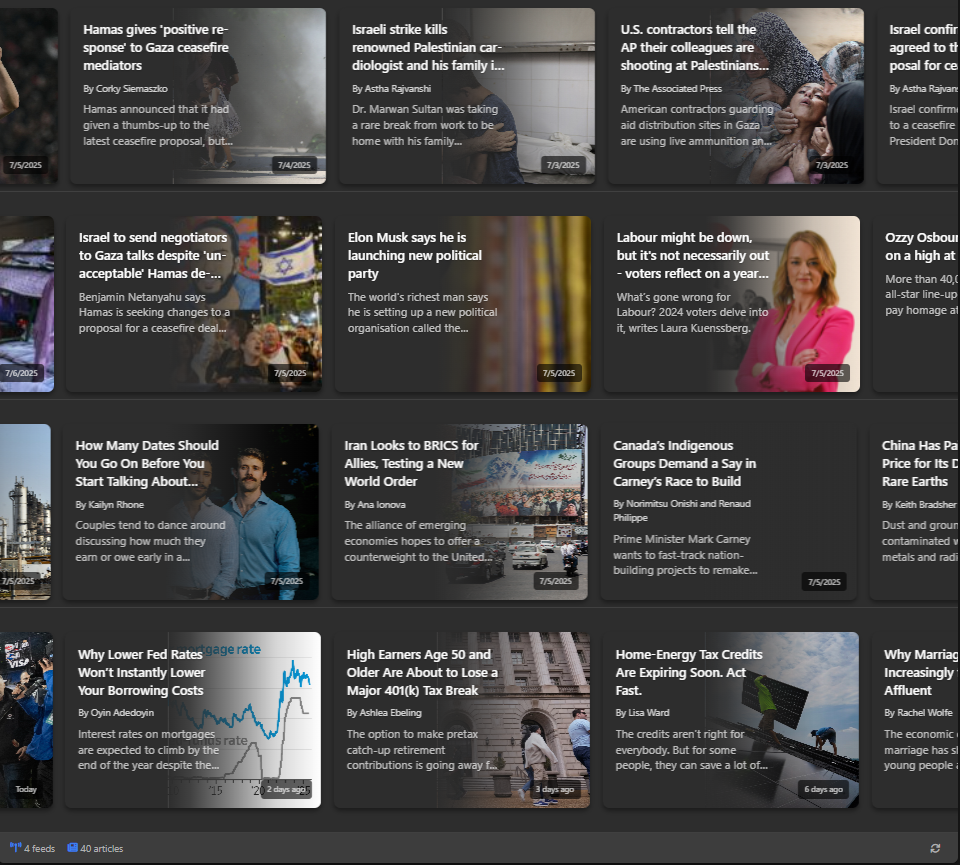 Hamas gives 'positive re-
sponse' to Gaza ceasefire
mediators
By Corky Siemaszko
Hamas announced that it had
given a thumbs-up to the
latest ceasefire proposal, but...
7/5/2025
7/4/2025
Israeli strike kills
renowned Palestinian car-
diologist and his family i...
By Astha Rajvanshi
Dr. Marwan Sultan was taking
a rare break from work to be
home with his family...
7/3/2025
U.S. contractors tell the
AP their colleagues are
shooting at Palestinians...
By The Associated Press
American contractors guarding
aid distribution sites in Gaza
are using live ammunition an...
7/3/2025
Israel confir
agreed to th
posal for ce
By Astha Rajvans
Israel confirme
to a ceasefire
President Don
7/6/2025
Israel to send negotiators
to Gaza talks despite 'un-
acceptable' Hamas de-...
Benjamin Netanyahu says
Hamas is seeking changes to a
proposal for a ceasefire deal...
7/5/2025
Elon Musk says he is
launching new political
party
The world's richest man says
he is setting up a new political
organisation called the...
7/5/2025
Labour might be down,
but it's not necessarily out
- voters reflect on a year...
What's gone wrong for
Labour? 2024 voters delve into
it, writes Laura Kuenssberg.
7/5/2025
Ozzy Osbour
on a high at
More than 40,0
all-star line-up
pay homage at
7/5/2025
How Many Dates Should
You Go On Before You
Start Talking About...
By Kailyn Rhone
Couples tend to dance around
discussing how much they
earn or owe early in a...
7/5/2025
Iran Looks to BRICS for
Allies, Testing a New
World Order
By Ana Ionova
The alliance of emerging
economies hopes to offer a
counterweight to the United...
7/5/2025
Canada's Indigenous
Groups Demand a Say in
Carney's Race to Build
By Norimitsu Onishi and Renaud
Philippe
Prime Minister Mark Carney
wants to fast-track nation-
building projects to remake...
7/5/2025
China Has Pa
Price for Its D
Rare Earths
By Keith Bradsher
Dust and groun
contaminated w
metals and radi
VISA
Today
Why Lower Fed Rates
Won't Instantly Lower
Your Borrowing Costs
By Oyin Adedoyin
Interest rates on mortgages
are expected to climb by the
end of the year despite the...
rtgage rate
rate
'15
'20
2 days ago
High Earners Age 50 and
Older Are About to Lose a
Major 401(k) Tax Break
By Ashlea Ebeling
The option to make pretax
catch-up retirement
contributions is going away f...
3 days ago
Home-Energy Tax Credits
Are Expiring Soon. Act
Fast.
By Lisa Ward
The credits aren't right for
everybody. But for some
people, they can save a lot of...
6 days ago
Why Marriag
Increasingly
Affluent
By Rachel Wolfe
The economic
marriage has s
young people
4 feeds
40 articles